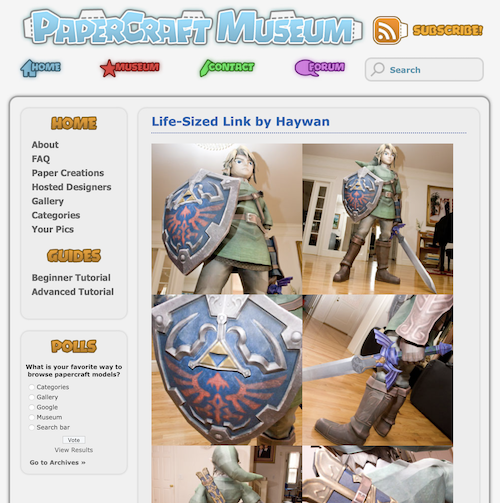 PAPERCRAFT MUSEUM
SUBSCRIBE!
HOME
MUSEUM
CONTACT
FORUM
Search
HOME
About
FAQ
Paper Creations
Hosted Designers
Gallery
Categories
Your Pics
GUIDES
Beginner Tutorial
Advanced Tutorial
POLLS
What is your favorite way to
browse papercraft models?
Categories
Gallery
Google
Museum
Search bar
Vote
View Results
Go to Archives »
Life-Sized Link by Haywan